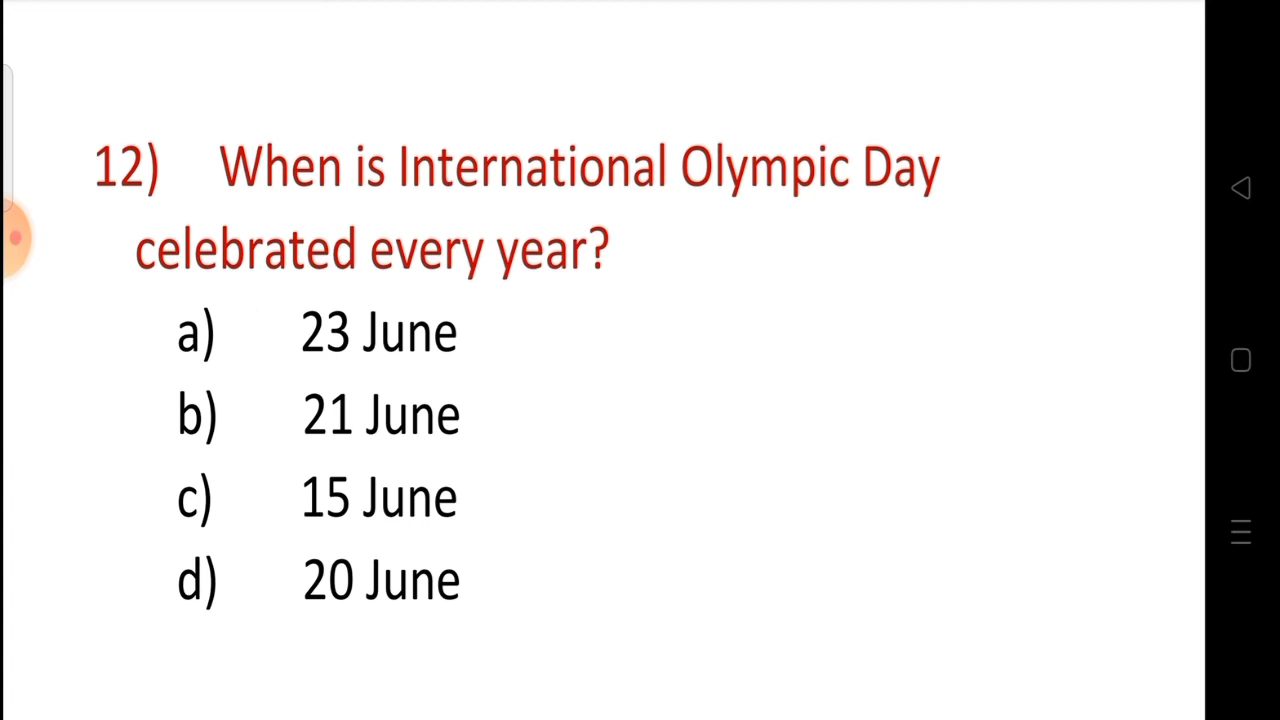 12) When is International Olympic Day
celebrated every year?
a) 23 June
b) 21 June
c) 15 June
d) 20 June